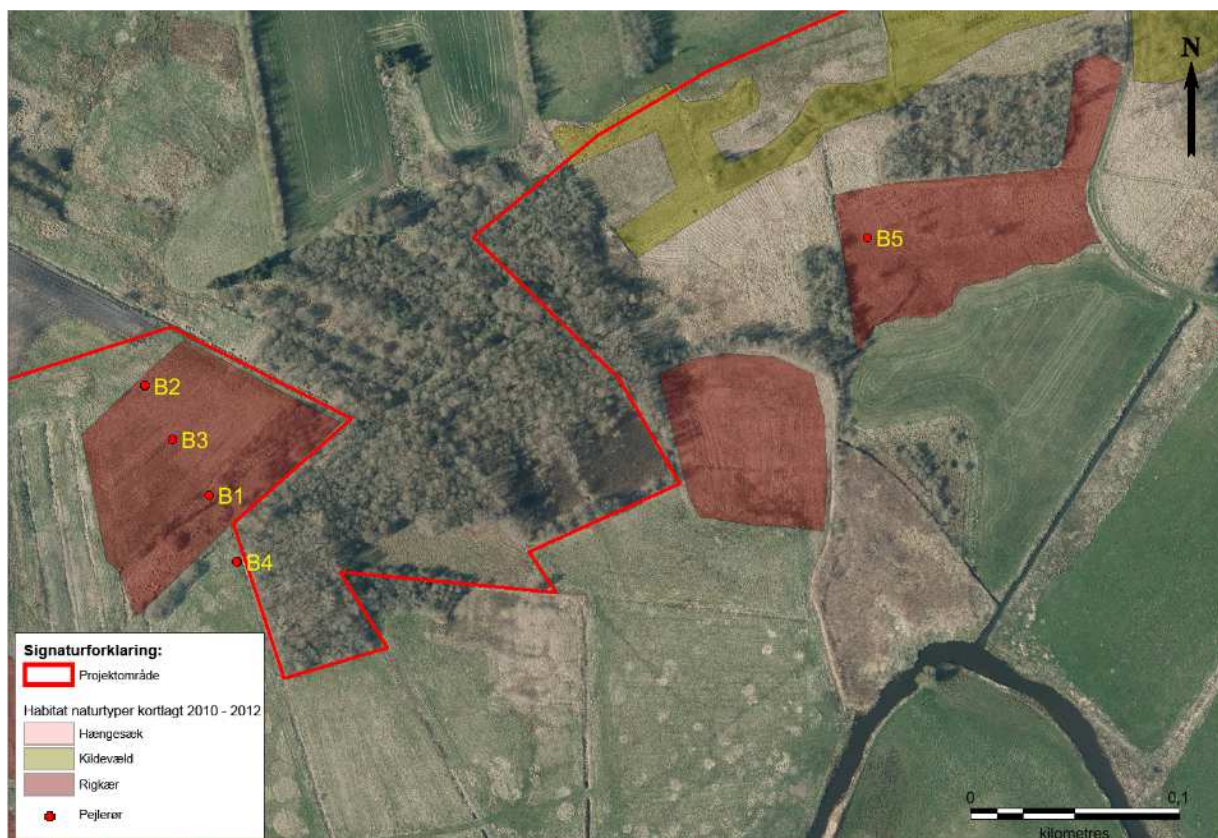 N
B5
B2
B3
B1
B4
Signaturforklaring:
Projektområde
Habitat naturtyper kortlagt 2010 - 2012
Hængesæk
Kildevæld
Rigkær
Pejlerør
0 0,1
kilometres